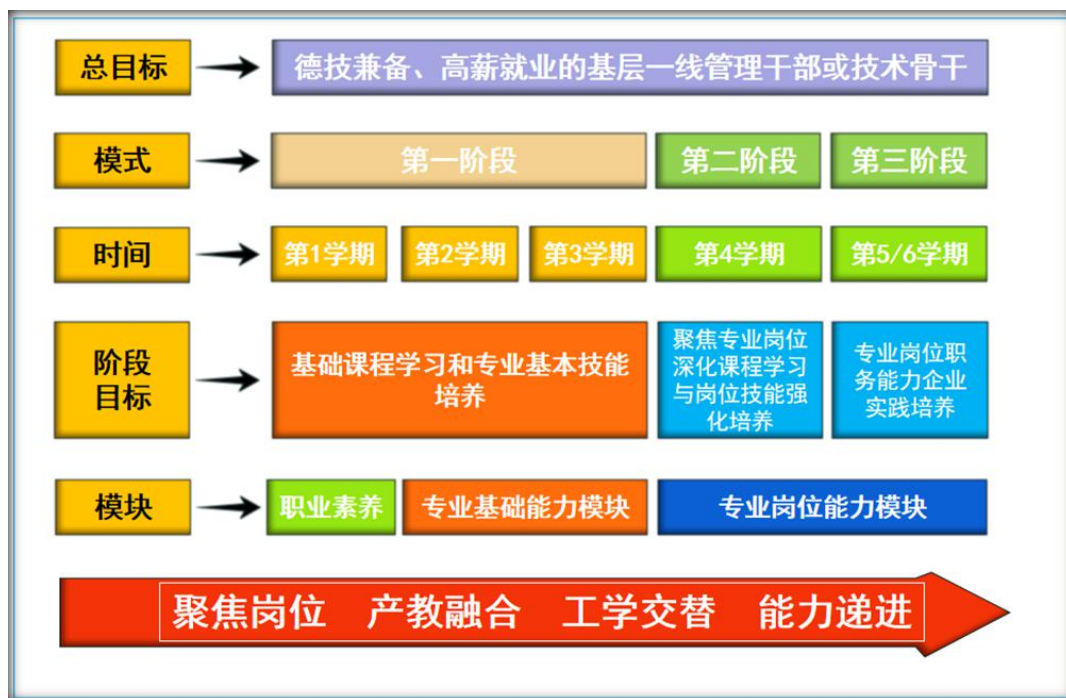 总目标
德技兼备、高薪就业的基层一线管理干部或技术骨干
模式
第一阶段
第二阶段
第三阶段
时间
第1学期
第2学期
第3学期
第4学期
第5/6学期
阶段
目标
基础课程学习和专业基本技能
培养
聚焦专业岗位
深化课程学习
与岗位技能强
化培养
专业岗位职
务能力企业
实践培养
模块
职业素养
专业基础能力模块
专业岗位能力模块
聚焦岗位 产教融合 工学交替 能力递进